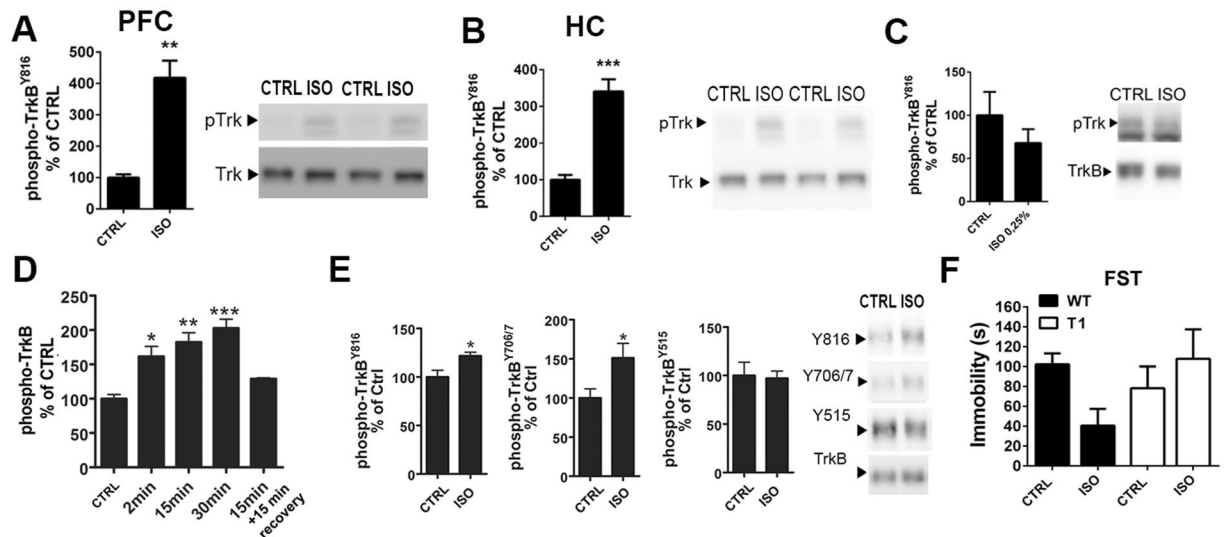 A
PFC
phospho-TrkB^Y816
% of CTRL
500
400
300
200
100
0
**
CTRL
ISO
CTRL ISO CTRL ISO
pTrk
Trk
B
HC
phospho-TrkB^Y816
% of CTRL
400
300
200
100
0
***
CTRL
ISO
CTRL ISO CTRL ISO
pTrk
Trk
C
phospho-TrkB^Y816
% of CTRL
150
100
50
0
CTRL
ISO 0,25%
CTRL ISO
pTrk
TrkB
D
phospho-TrkB
% of CTRL
250
200
150
100
50
0
*
**
***
CTRL
2min
15min
30min
15min
+15 min
recovery
E
phospho-TrkB^Y816
% of Ctrl
150
100
50
0
*
CTRL
ISO
phospho-TrkB^Y706/7
% of Ctrl
200
150
100
50
0
*
CTRL
ISO
phospho-TrkB^Y515
% of Ctrl
150
100
50
0
CTRL
ISO
CTRL ISO
Y816
Y706/7
Y515
TrkB
F
FST
WT
T1
Immobility (s)
160
140
120
100
80
60
40
20
0
CTRL
ISO
CTRL
ISO